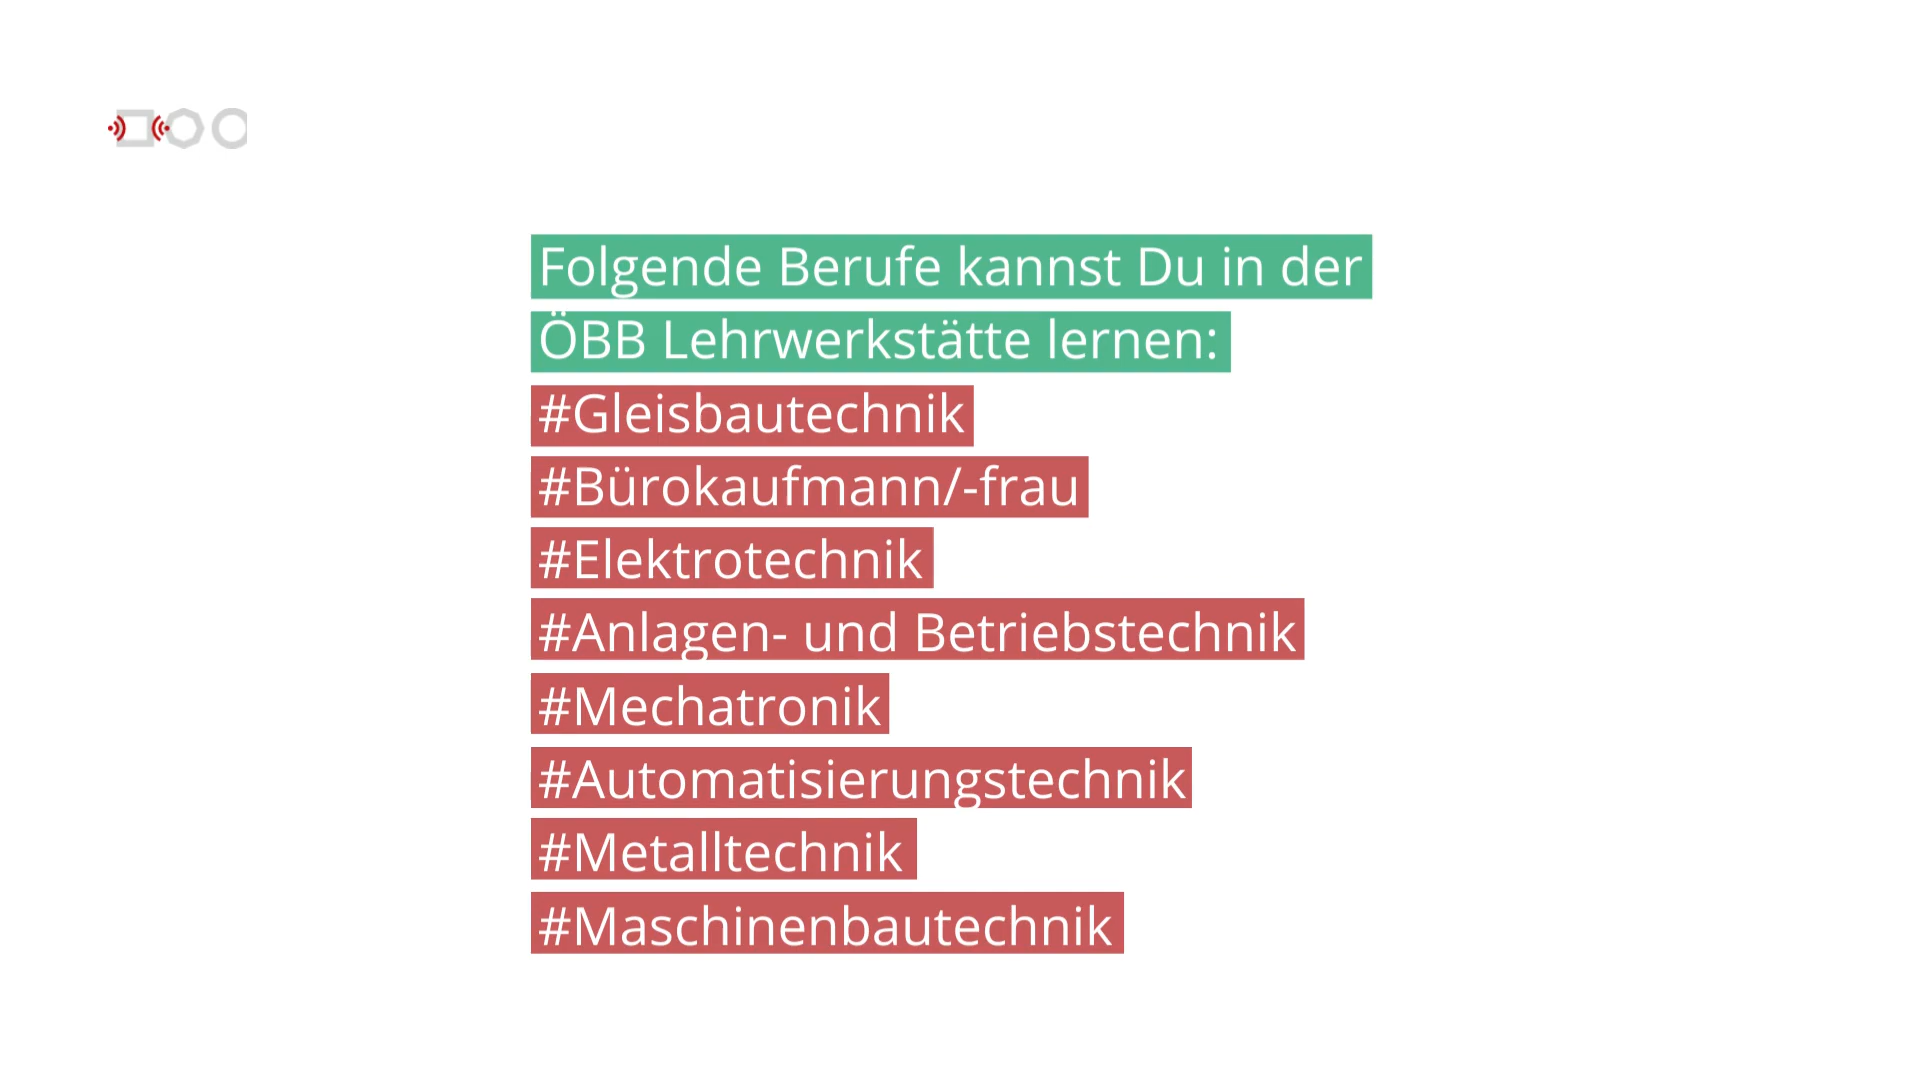 Folgende Berufe kannst Du in der
ÖBB Lehrwerkstätte lernen:
#Gleisbautechnik
#Bürokaufmann/-frau
#Elektrotechnik
#Anlagen- und Betriebstechnik
#Mechatronik
#Automatisierungstechnik
#Metalltechnik
#Maschinenbautechnik